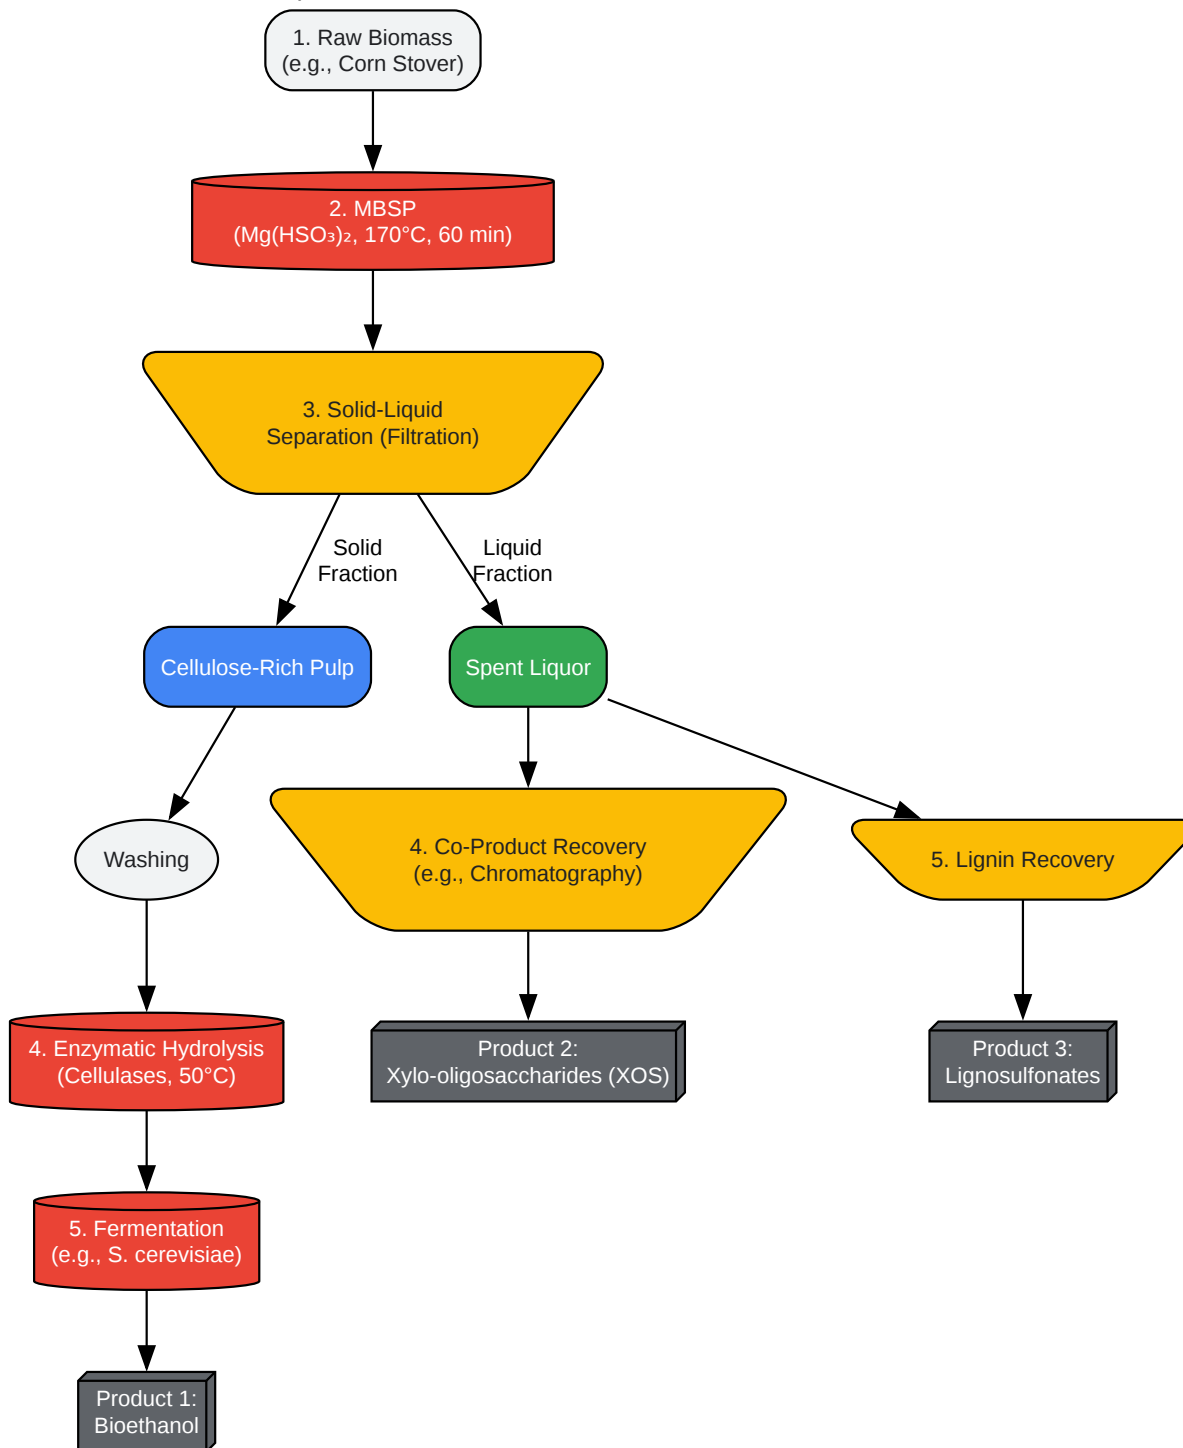 1. Raw Biomass
(e.g., Corn Stover)
2. MBSP
(Mg(HSO₃)₂, 170°C, 60 min)
3. Solid-Liquid
Separation (Filtration)
Solid
Fraction
Liquid
Fraction
Cellulose-Rich Pulp
Spent Liquor
Washing
4. Co-Product Recovery
(e.g., Chromatography)
5. Lignin Recovery
4. Enzymatic Hydrolysis
(Cellulases, 50°C)
Product 2:
Xylo-oligosaccharides (XOS)
Product 3:
Lignosulfonates
5. Fermentation
(e.g., S. cerevisiae)
Product 1:
Bioethanol